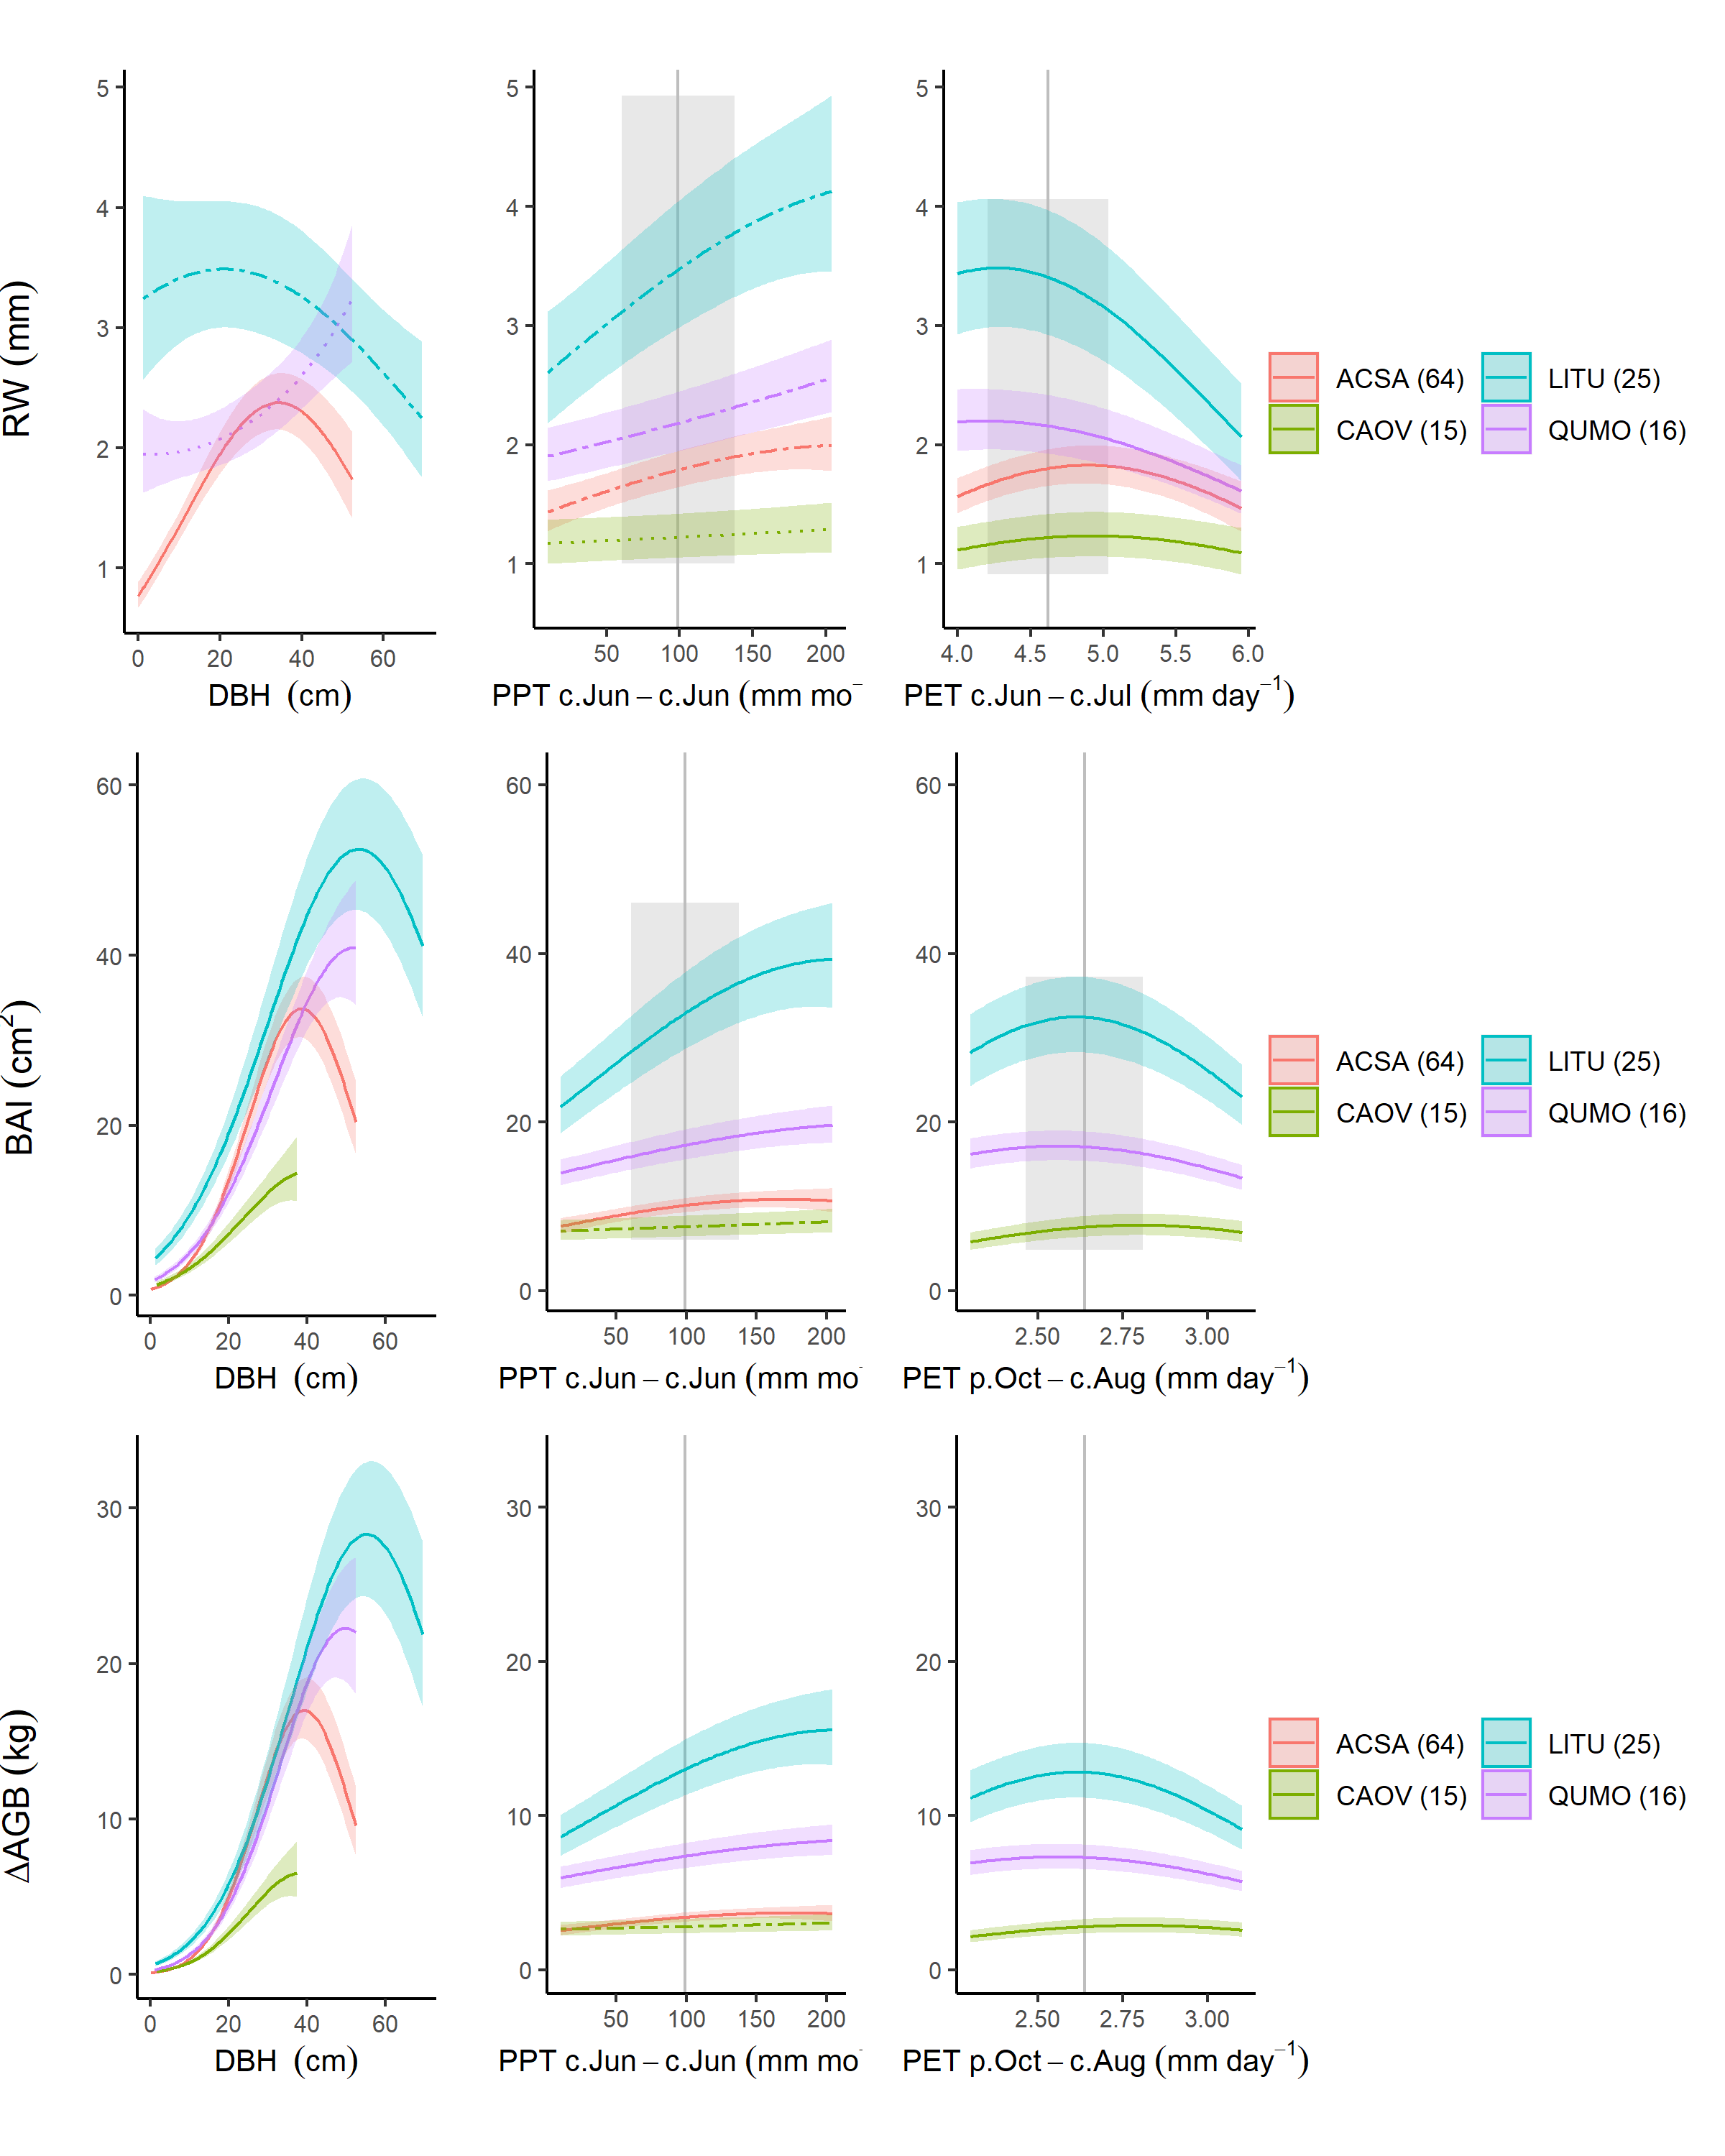 5
4
3
2
1
RW (mm)
0 20 40 60
DBH (cm)
5
4
3
2
1
50 100 150 200
PPT c.Jun – c.Jun (mm mo⁻
5
4
3
2
1
4.0 4.5 5.0 5.5 6.0
PET c.Jun – c.Jul (mm day⁻¹)
ACSA (64) LITU (25)
CAOV (15) QUMO (16)
60
40
20
0
BAI (cm²)
0 20 40 60
DBH (cm)
60
40
20
0
50 100 150 200
PPT c.Jun – c.Jun (mm mo⁻
60
40
20
0
2.50 2.75 3.00
PET p.Oct – c.Aug (mm day⁻¹)
ACSA (64) LITU (25)
CAOV (15) QUMO (16)
30
20
10
0
ΔAGB (kg)
0 20 40 60
DBH (cm)
30
20
10
0
50 100 150 200
PPT c.Jun – c.Jun (mm mo⁻
30
20
10
0
2.50 2.75 3.00
PET p.Oct – c.Aug (mm day⁻¹)
ACSA (64) LITU (25)
CAOV (15) QUMO (16)